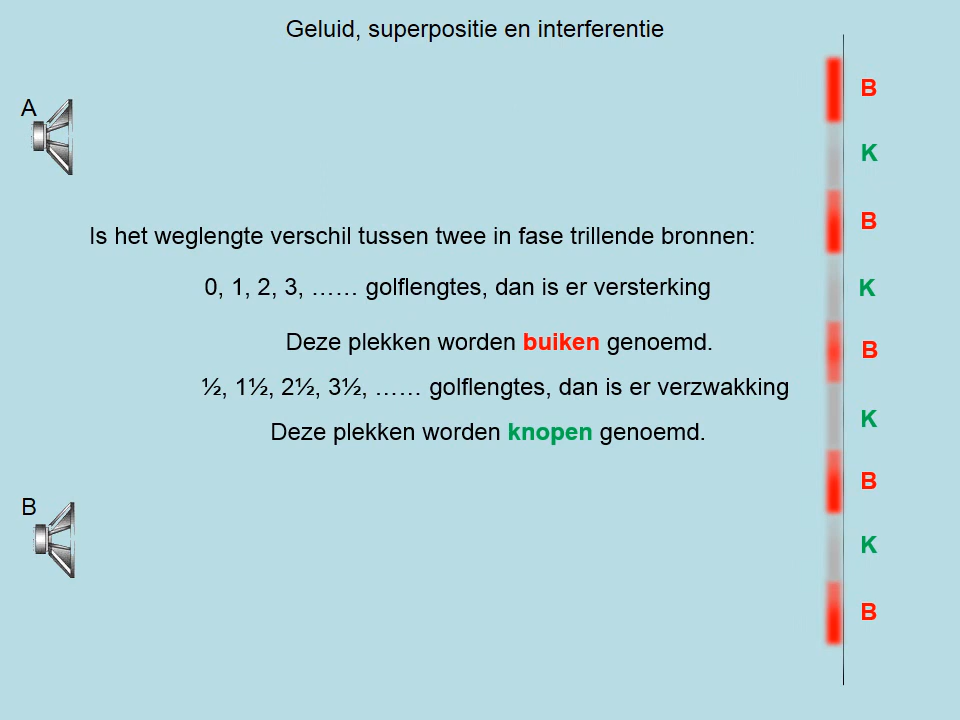 Geluid, superpositie en interferentie
A
B
K
B
Is het weglengte verschil tussen twee in fase trillende bronnen:
0, 1, 2, 3, …… golflengtes, dan is er versterking
K
Deze plekken worden buiken genoemd.
B
½, 1½, 2½, 3½, …… golflengtes, dan is er verzwakking
K
Deze plekken worden knopen genoemd.
B
B
K
B